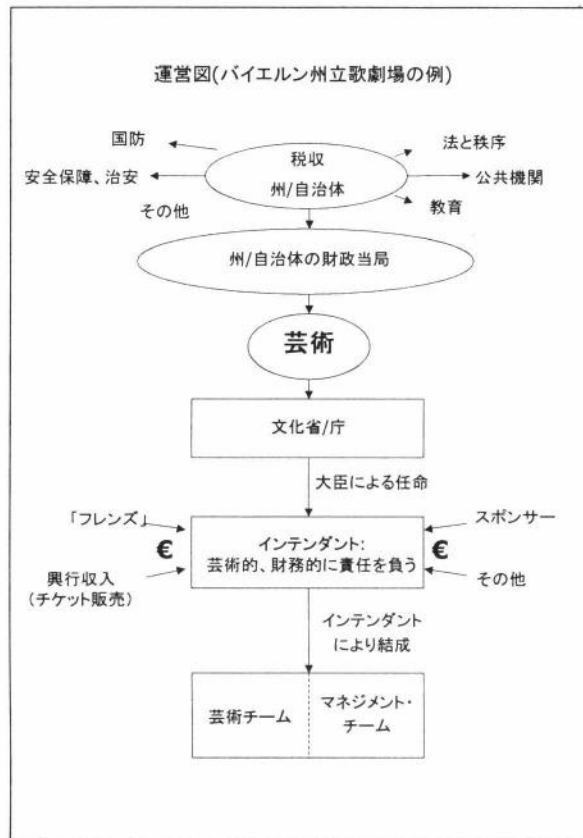 運営図(バイエルン州立歌劇場の例)
国防
税収
法と秩序
安全保障、治安
州/自治体
公共機関
その他
教育
州/自治体の財政当局
芸術
文化省/庁
大臣による任命
「フレンズ」
スポンサー
€
インテンダント:
€
芸術的、財務的に責任を負う
興行収入
(チケット販売)
その他
インテンダント
により結成
芸術チーム
マネジメント・
チーム